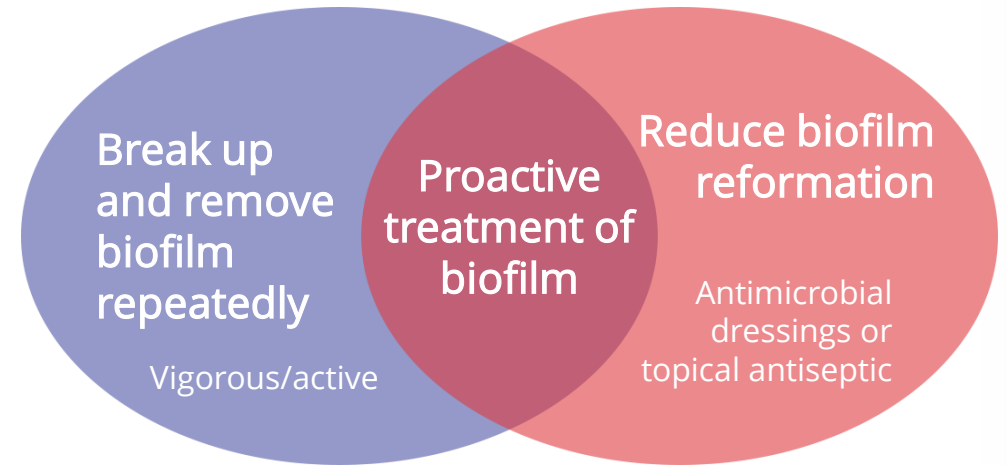 Break up
and remove
biofilm
repeatedly
Vigorous/active
Proactive
treatment of
biofilm
Reduce biofilm
reformation
Antimicrobial
dressings or
topical antiseptic